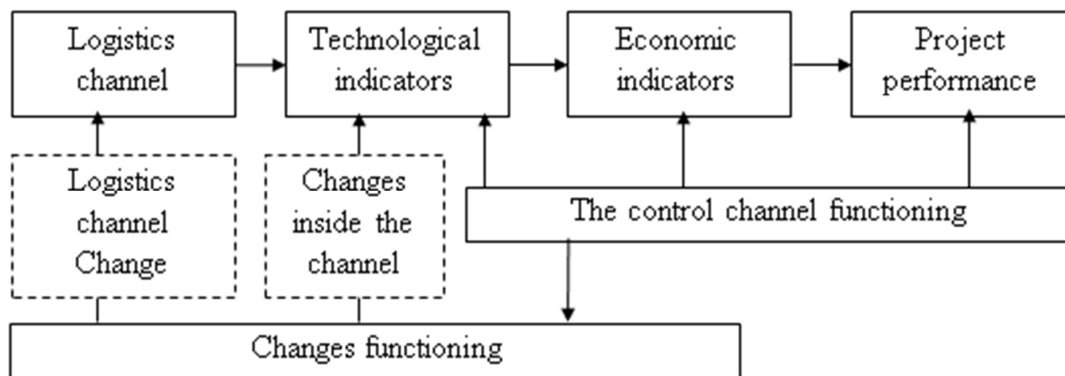 Logistics
channel
Technological
indicators
Economic
indicators
Project
performance
Logistics
channel
Change
Changes
inside the
channel
The control channel functioning
Changes functioning